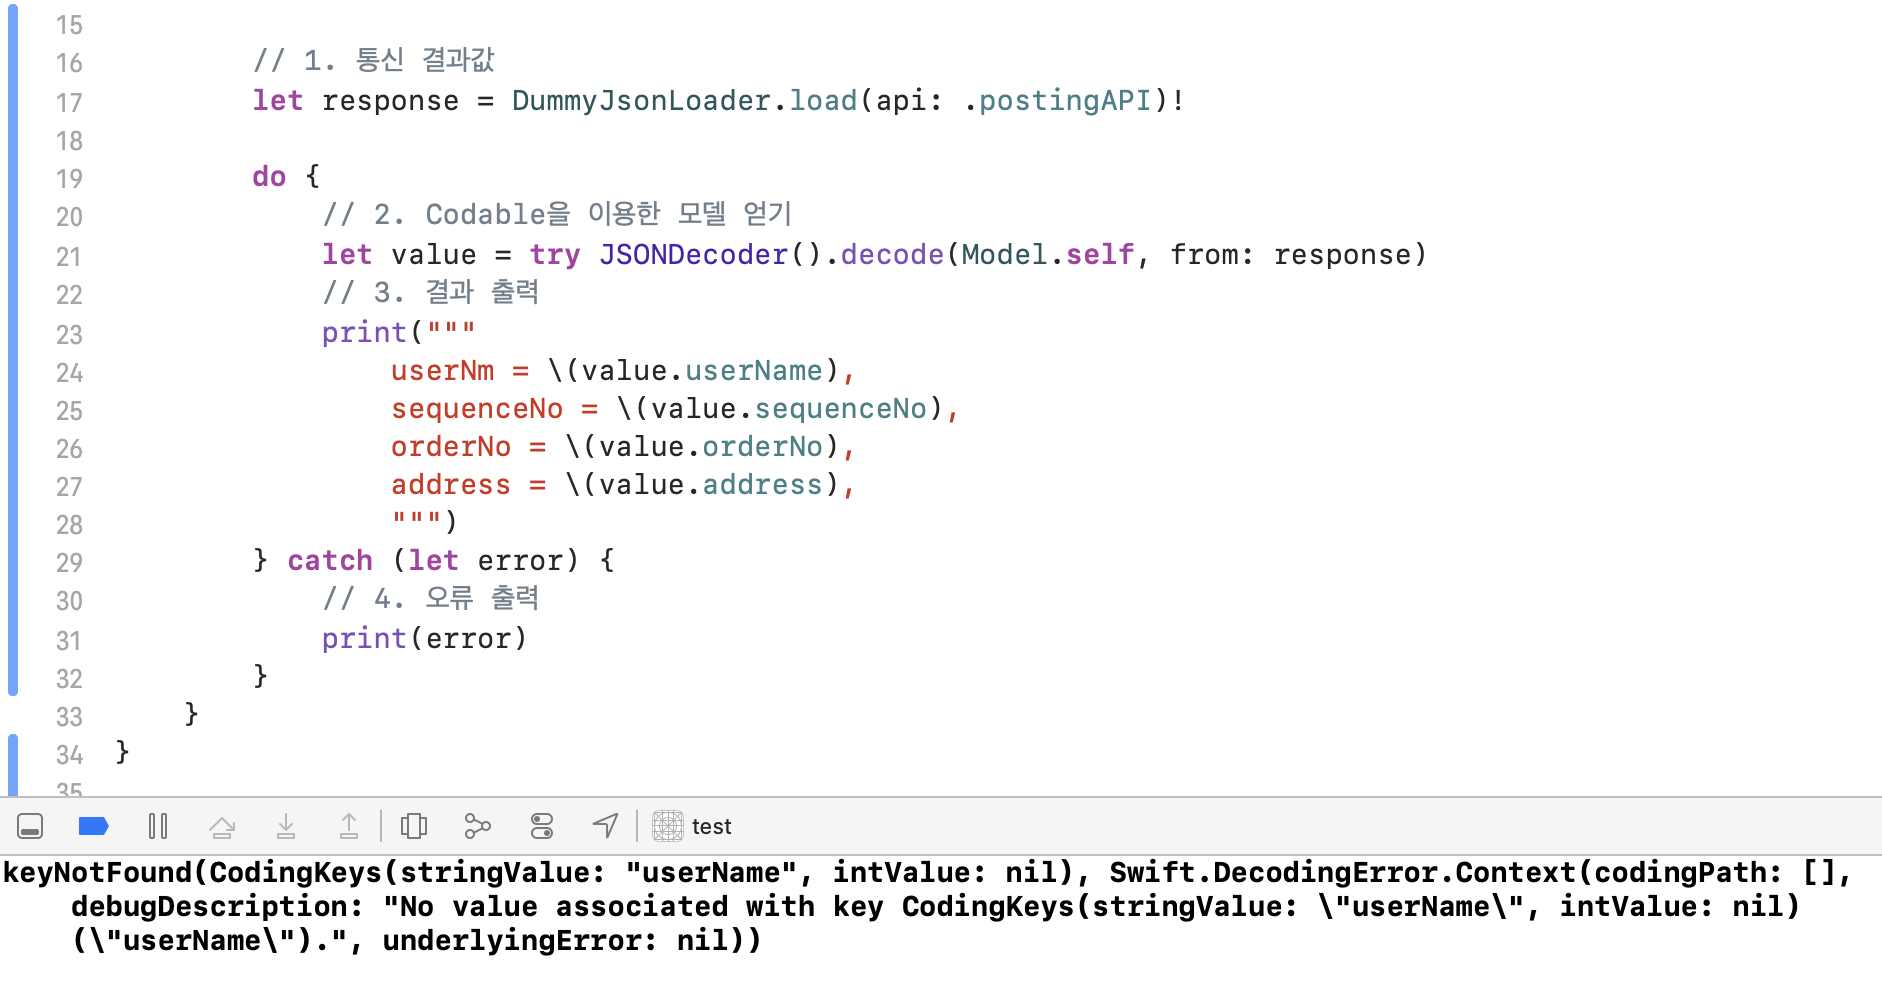 15
16 // 1. 통신 결과값
17 let response = DummyJsonLoader.load(api: .postingAPI)!
18
19 do {
20 // 2. Codable을 이용한 모델 얻기
21 let value = try JSONDecoder().decode(Model.self, from: response)
22 // 3. 결과 출력
23 print("""
24 userNm = \(value.userName),
25 sequenceNo = \(value.sequenceNo),
26 orderNo = \(value.orderNo),
27 address = \(value.address),
28 """)
29 } catch (let error) {
30 // 4. 오류 출력
31 print(error)
32 }
33 }
34 }
35
test
keyNotFound(CodingKeys(stringValue: "userName", intValue: nil), Swift.DecodingError.Context(codingPath: [],
debugDescription: "No value associated with key CodingKeys(stringValue: \"userName\", intValue: nil)
(\"userName\").", underlyingError: nil))